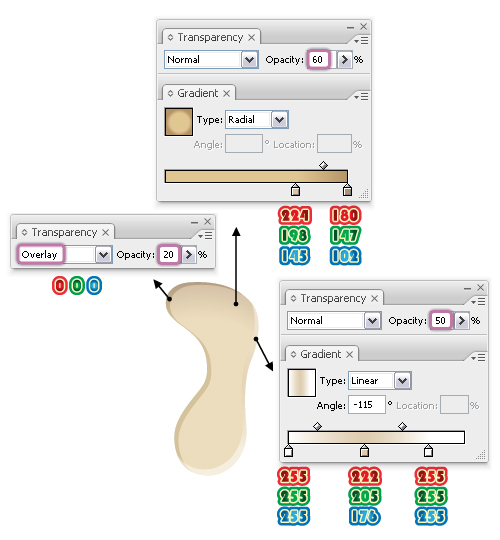 Transparency
Normal Opacity: 60 %
Gradient
Type: Radial
Angle: ° Location: %
224 180
198 147
145 102
Transparency
Overlay Opacity: 20 %
0 0 0
Transparency
Normal Opacity: 50 %
Gradient
Type: Linear
Angle: -115 ° Location: %
255 222 255
255 205 255
255 176 255